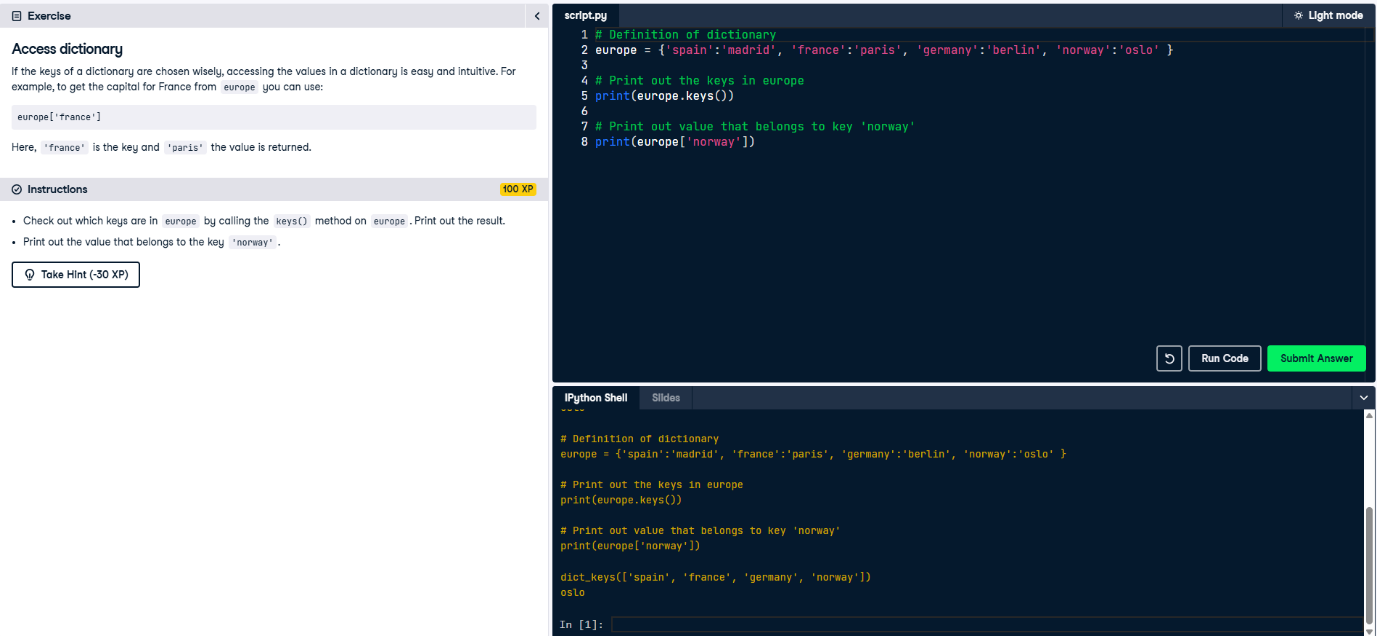 Exercise
Access dictionary
If the keys of a dictionary are chosen wisely, accessing the values in a dictionary is easy and intuitive. For
example, to get the capital for France from europe you can use:
europe['france']
Here, 'france' is the key and 'paris' the value is returned.
Instructions
100 XP
• Check out which keys are in europe by calling the keys() method on europe. Print out the result.
• Print out the value that belongs to the key 'norway'.
Take Hint (-30 XP)
script.py
Light mode
1 # Definition of dictionary
2 europe = {'spain':'madrid', 'france':'paris', 'germany':'berlin', 'norway':'oslo' }
3
4 # Print out the keys in europe
5 print(europe.keys())
6
7 # Print out value that belongs to key 'norway'
8 print(europe['norway'])
Run Code
Submit Answer
IPython Shell
Slides
# Definition of dictionary
europe = {'spain':'madrid', 'france':'paris', 'germany':'berlin', 'norway':'oslo' }
# Print out the keys in europe
print(europe.keys())
# Print out value that belongs to key 'norway'
print(europe['norway'])
dict_keys(['spain', 'france', 'germany', 'norway'])
oslo
In [1]: